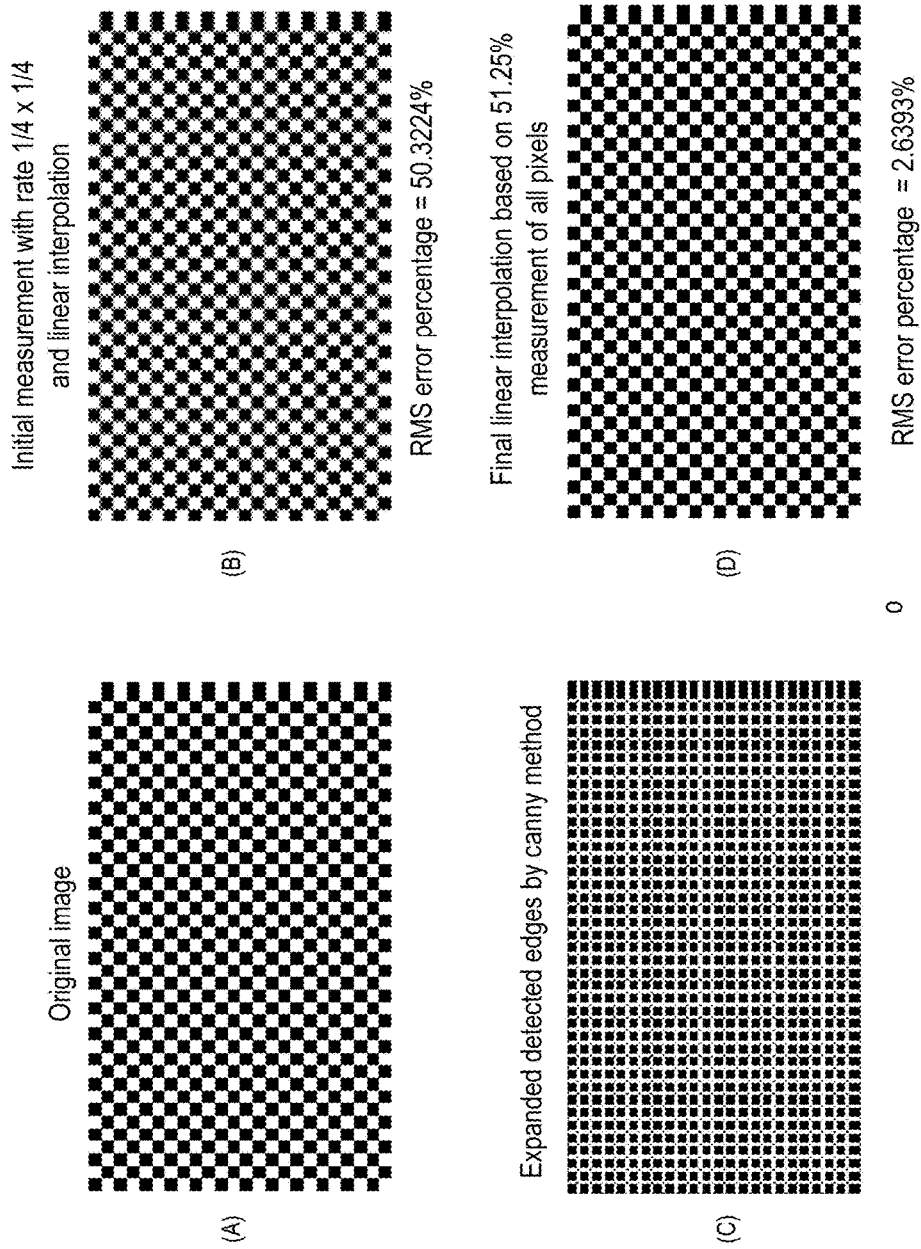 Original image
(A)
Initial measurement with rate 1/4 x 1/4
and linear interpolation
(B)
RMS error percentage = 50.3224%
Expanded detected edges by canny method
(C)
Final linear interpolation based on 51.25%
measurement of all pixels
(D)
RMS error percentage = 2.6393%
0